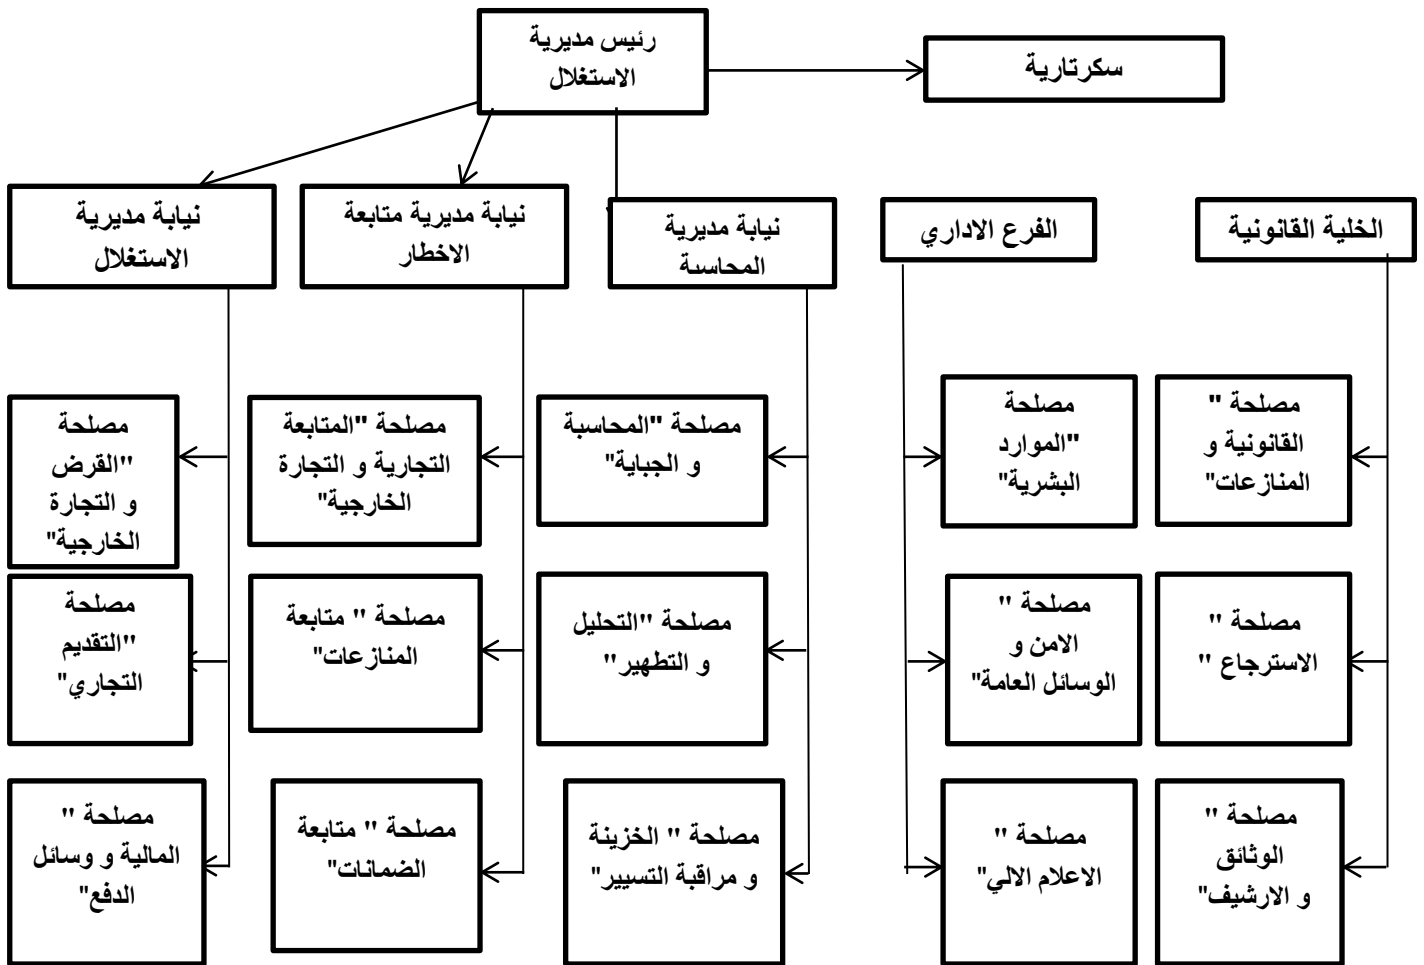 رئيس مديرية
الاستغلال
سكرتارية
الخلية القانونية
الفرع الاداري
نيابة مديرية
المحاسبة
نيابة مديرية متابعة
الاخطار
نيابة مديرية
الاستغلال
مصلحة "
القانونية و
المنازعات"
مصلحة
"الموارد
البشرية"
مصلحة "المحاسبة
و الجباية"
مصلحة "المتابعة
التجارية و التجارة
الخارجية"
مصلحة
"القرض
و التجارة
الخارجية"
مصلحة "
الاسترجاع "
مصلحة "
الامن و
الوسائل العامة"
مصلحة "التحليل
و التطهير"
مصلحة " متابعة
المنازعات"
مصلحة
"التقديم
التجاري"
مصلحة "
الوثائق
و الارشيف"
مصلحة "
الاعلام الالي"
مصلحة " الخزينة
و مراقبة التسيير"
مصلحة " متابعة
الضمانات"
مصلحة "
المالية و وسائل
الدفع"